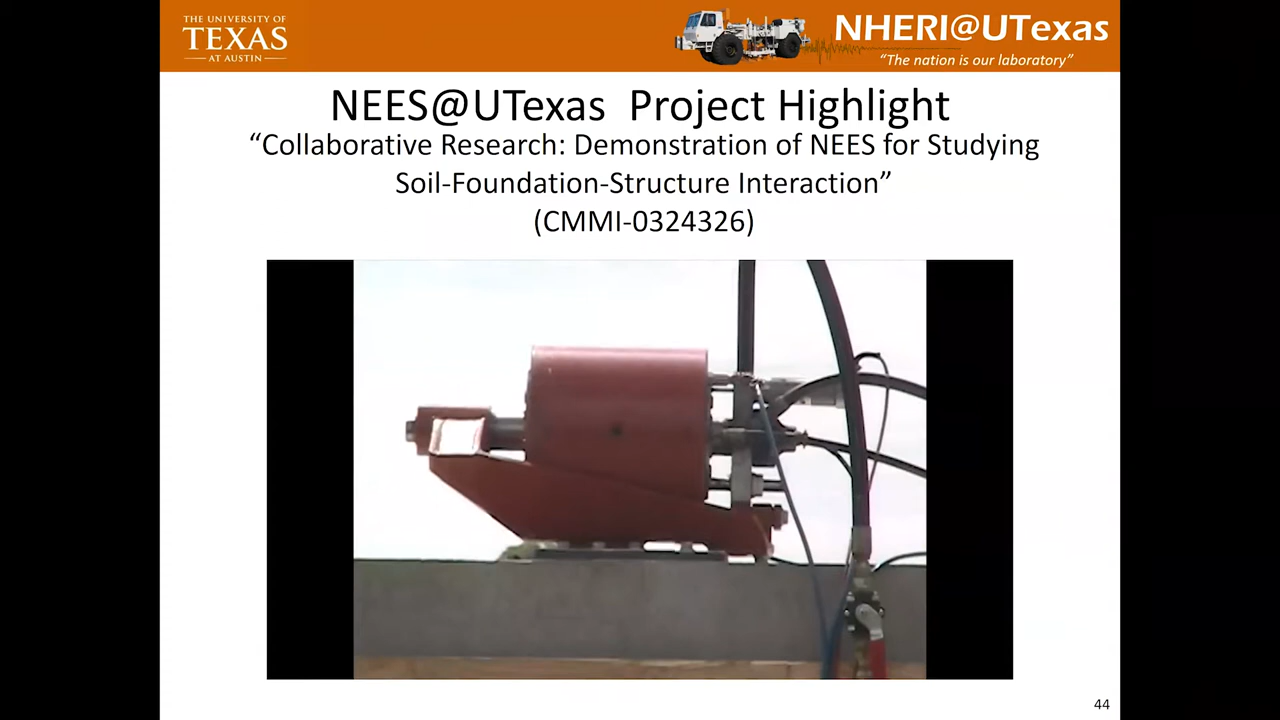 THE UNIVERSITY OF
TEXAS
AT AUSTIN
NHERI@UTexas
“The nation is our laboratory”
NEES@UTexas Project Highlight
“Collaborative Research: Demonstration of NEES for Studying
Soil-Foundation-Structure Interaction”
(CMMI-0324326)
44